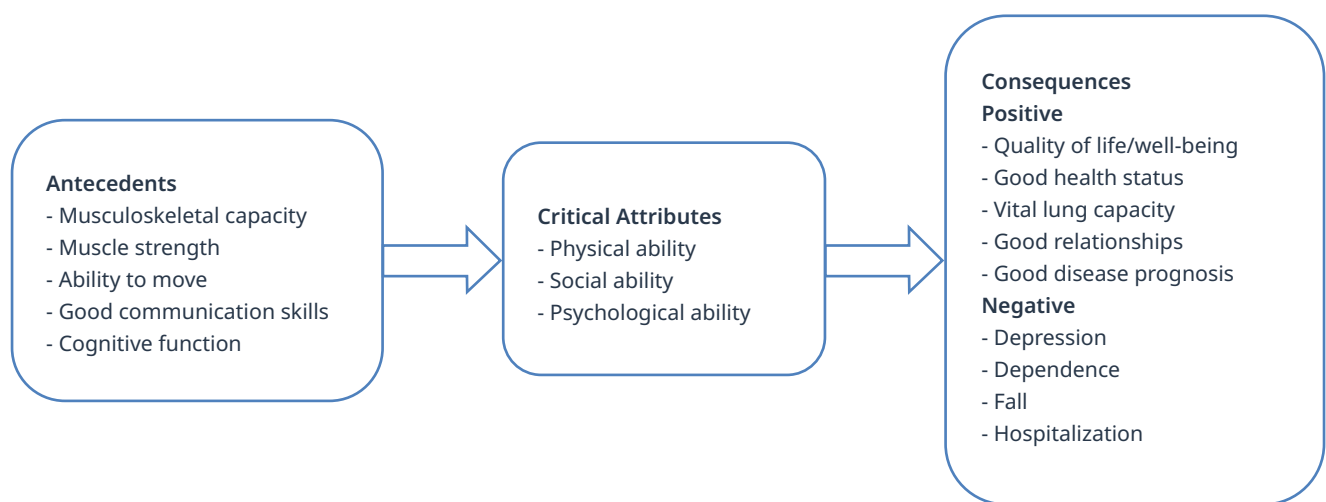 Antecedents
- Musculoskeletal capacity
- Muscle strength
- Ability to move
- Good communication skills
- Cognitive function
Critical Attributes
- Physical ability
- Social ability
- Psychological ability
Consequences
Positive
- Quality of life/well-being
- Good health status
- Vital lung capacity
- Good relationships
- Good disease prognosis
Negative
- Depression
- Dependence
- Fall
- Hospitalization